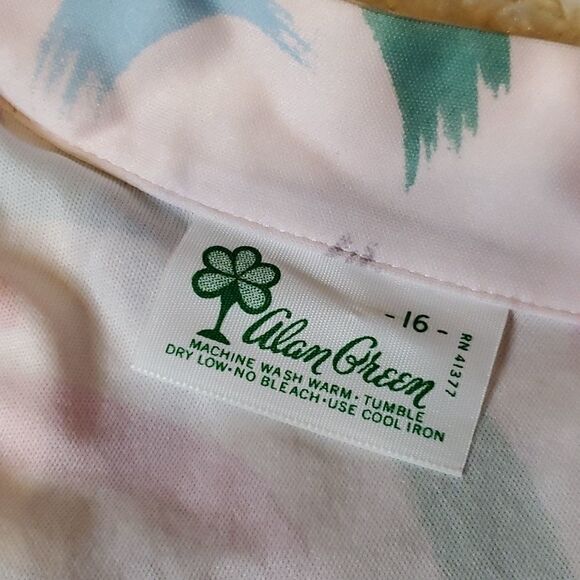 - 16 -
Alan Green
MACHINE WASH WARM • TUMBLE
DRY LOW • NO BLEACH • USE COOL IRON
RN 41377